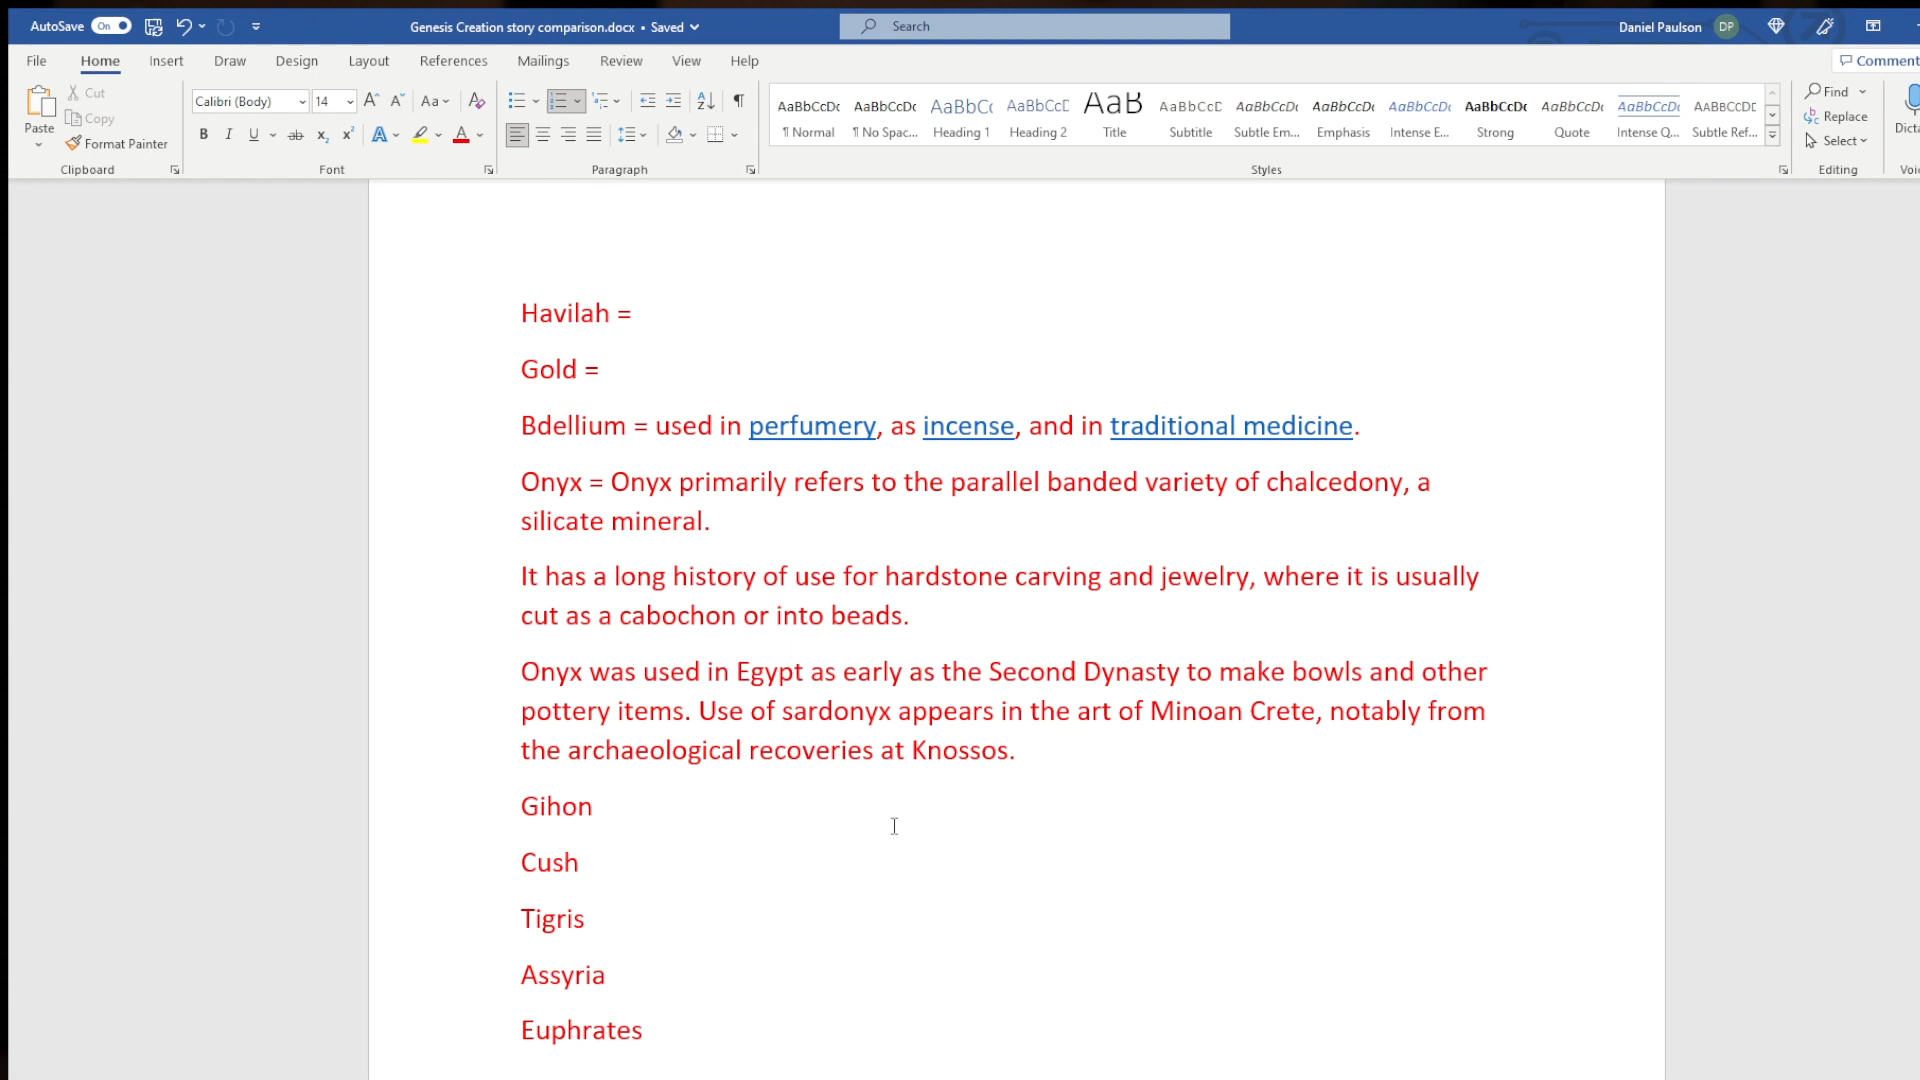 AutoSave On Genesis Creation story comparison.docx • Saved Search Daniel Paulson DP
File Home Insert Draw Design Layout References Mailings Review View Help Comment
Paste Cut Copy Format Painter
Calibri (Body) 14
AaBbCcDc AaBbCcDc AaBbCc AaBbCcD AaB AaBbCcD AaBbCcDc AaBbCcDc AaBbCcDc AaBbCcDc AaBbCcDc AaBbCcDc AABBCCDE
¶ Normal ¶ No Spac... Heading 1 Heading 2 Title Subtitle Subtle Em... Emphasis Intense E... Strong Quote Intense Q... Subtle Ref...
Find Replace Select Dicta
Clipboard Font Paragraph Styles Editing Voi
Havilah =
Gold =
Bdellium = used in perfumery, as incense, and in traditional medicine.
Onyx = Onyx primarily refers to the parallel banded variety of chalcedony, a
silicate mineral.
It has a long history of use for hardstone carving and jewelry, where it is usually
cut as a cabochon or into beads.
Onyx was used in Egypt as early as the Second Dynasty to make bowls and other
pottery items. Use of sardonyx appears in the art of Minoan Crete, notably from
the archaeological recoveries at Knossos.
Gihon
Cush
Tigris
Assyria
Euphrates